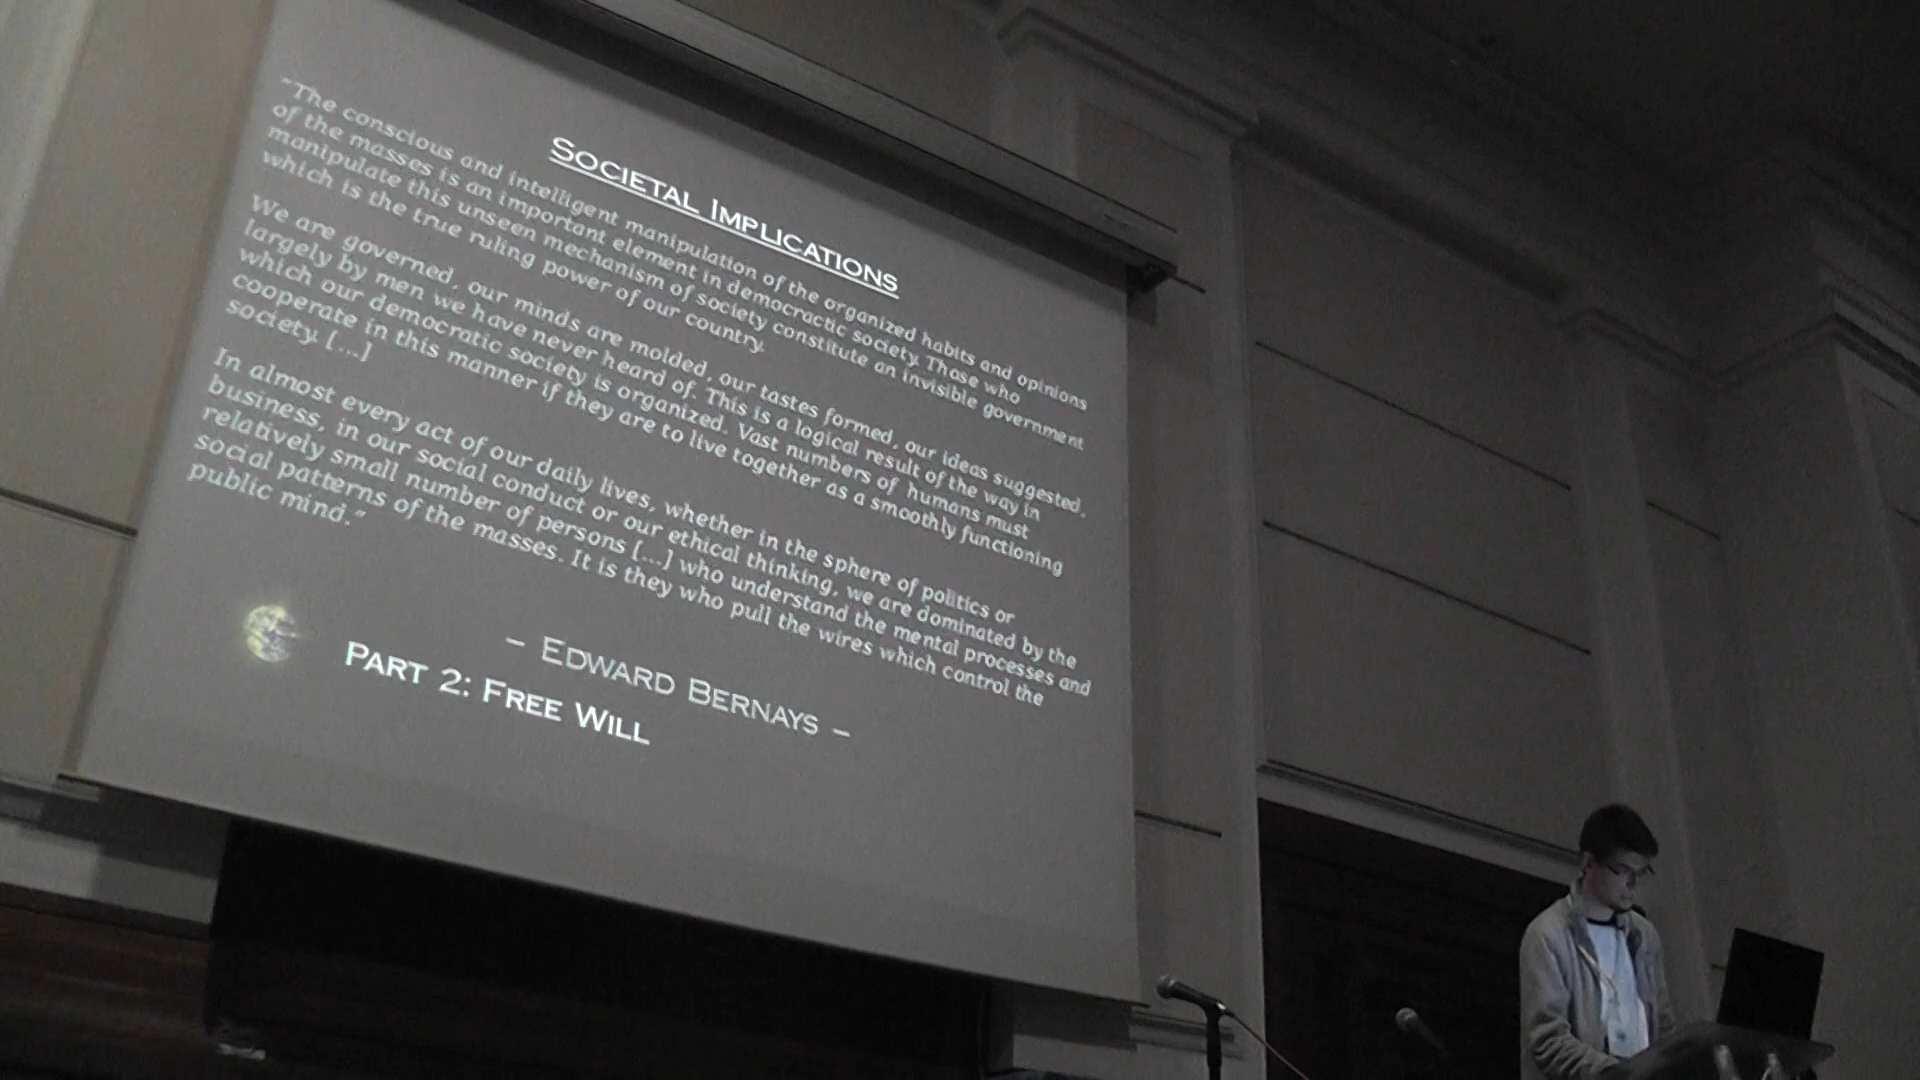 SOCIETAL IMPLICATIONS
"The conscious and intelligent manipulation of the organized habits and opinions
of the masses is an important element in democractic society. Those who
manipulate this unseen mechanism of society constitute an invisible government
which is the true ruling power of our country.
We are governed, our minds are molded, our tastes formed, our ideas suggested,
largely by men we have never heard of. This is a logical result of the way in
which our democratic society is organized. Vast numbers of humans must
cooperate in this manner if they are to live together as a smoothly functioning
society. [...]
In almost every act of our daily lives, whether in the sphere of politics or
business, in our social conduct or our ethical thinking, we are dominated by the
relatively small number of persons [...] who understand the mental processes and
social patterns of the masses. It is they who pull the wires which control the
public mind."
– EDWARD BERNAYS –
PART 2: FREE WILL